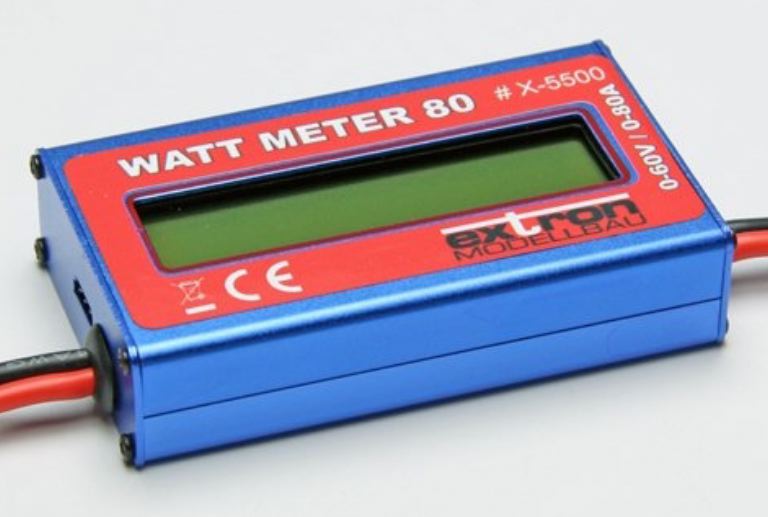 WATT METER 80
# X-5500
0-60V / 0-80A
extron
MODELLBAU
CE